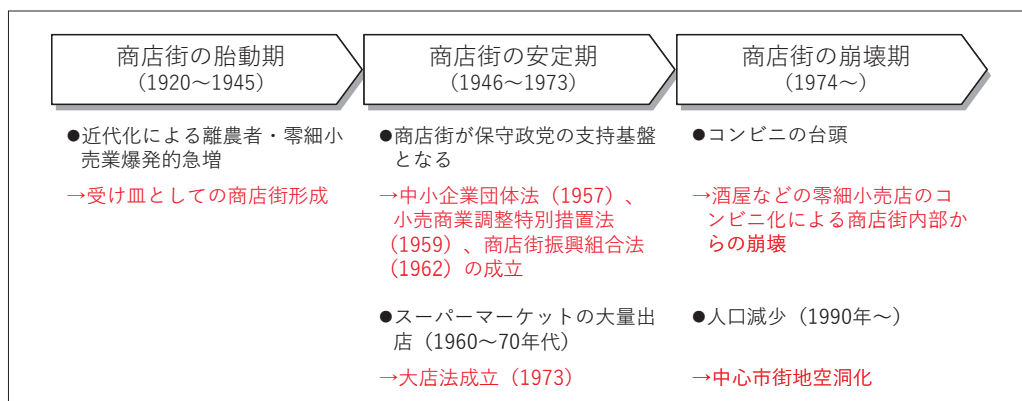 商店街の胎動期
(1920～1945)
●近代化による離農者・零細小
売業爆発的急増
→受け皿としての商店街形成
商店街の安定期
(1946～1973)
●商店街が保守政党の支持基盤
となる
→中小企業団体法（1957）、
小売商業調整特別措置法
（1959）、商店街振興組合法
（1962）の成立
●スーパーマーケットの大量出
店（1960～70年代）
→大店法成立（1973）
商店街の崩壊期
(1974～)
●コンビニの台頭
→酒屋などの零細小売店のコ
ンビニ化による商店街内部か
らの崩壊
●人口減少（1990年～）
→中心市街地空洞化